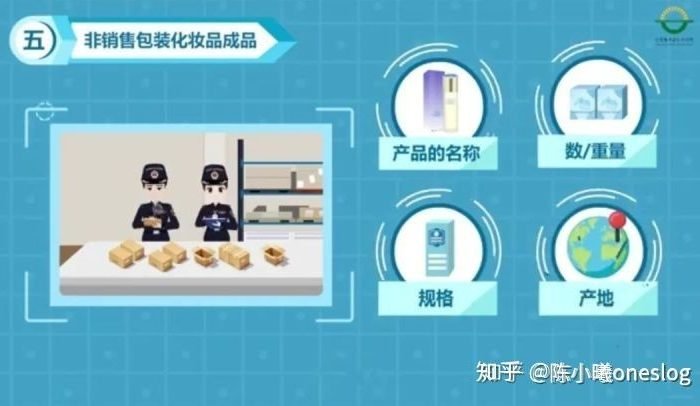 五
非销售包装化妆品成品
产品的名称
数/重量
规格
产地
知乎 @陈小曦oneslog